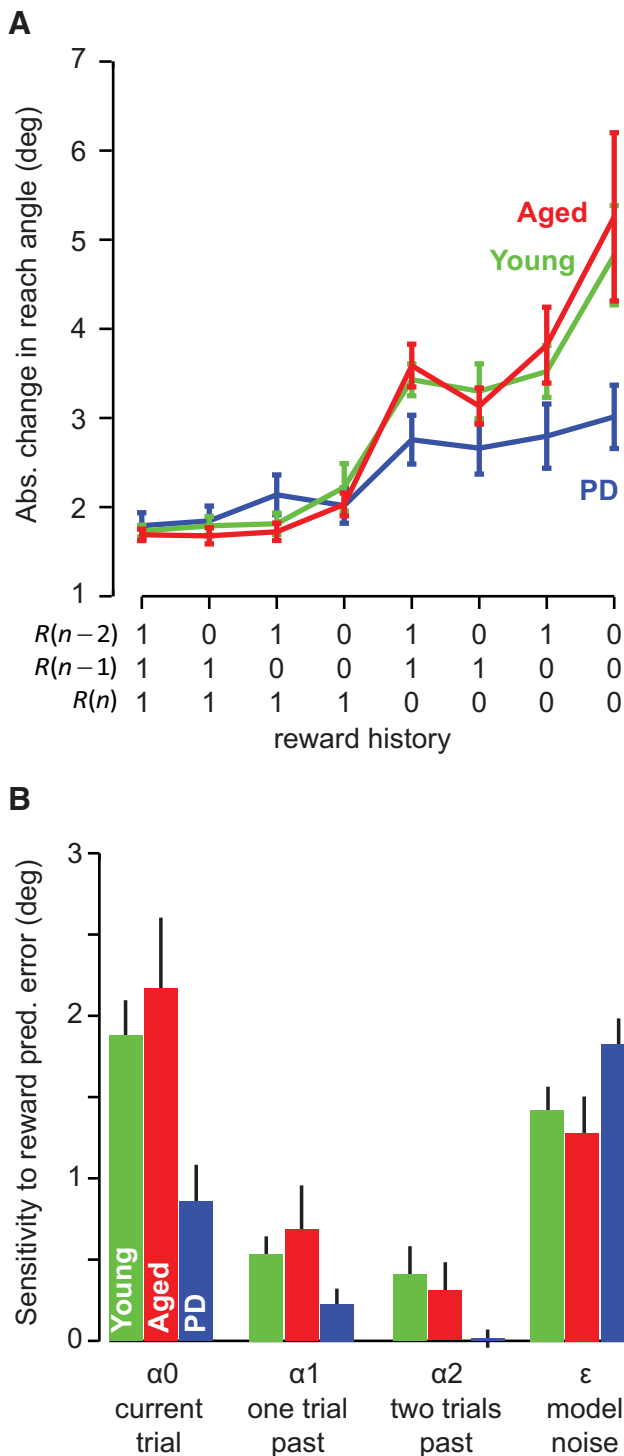 A
Abs. change in reach angle (deg)
7
6
5
4
3
2
1
Aged
Young
PD
R(n−2) 1 0 1 0 1 0 1 0
R(n−1) 1 1 0 0 1 1 0 0
R(n) 1 1 1 1 0 0 0 0
reward history
B
Sensitivity to reward pred. error (deg)
3
2
1
0
Young
Aged
PD
α0 α1 α2 ε
current one trial two trials model
trial past past noise